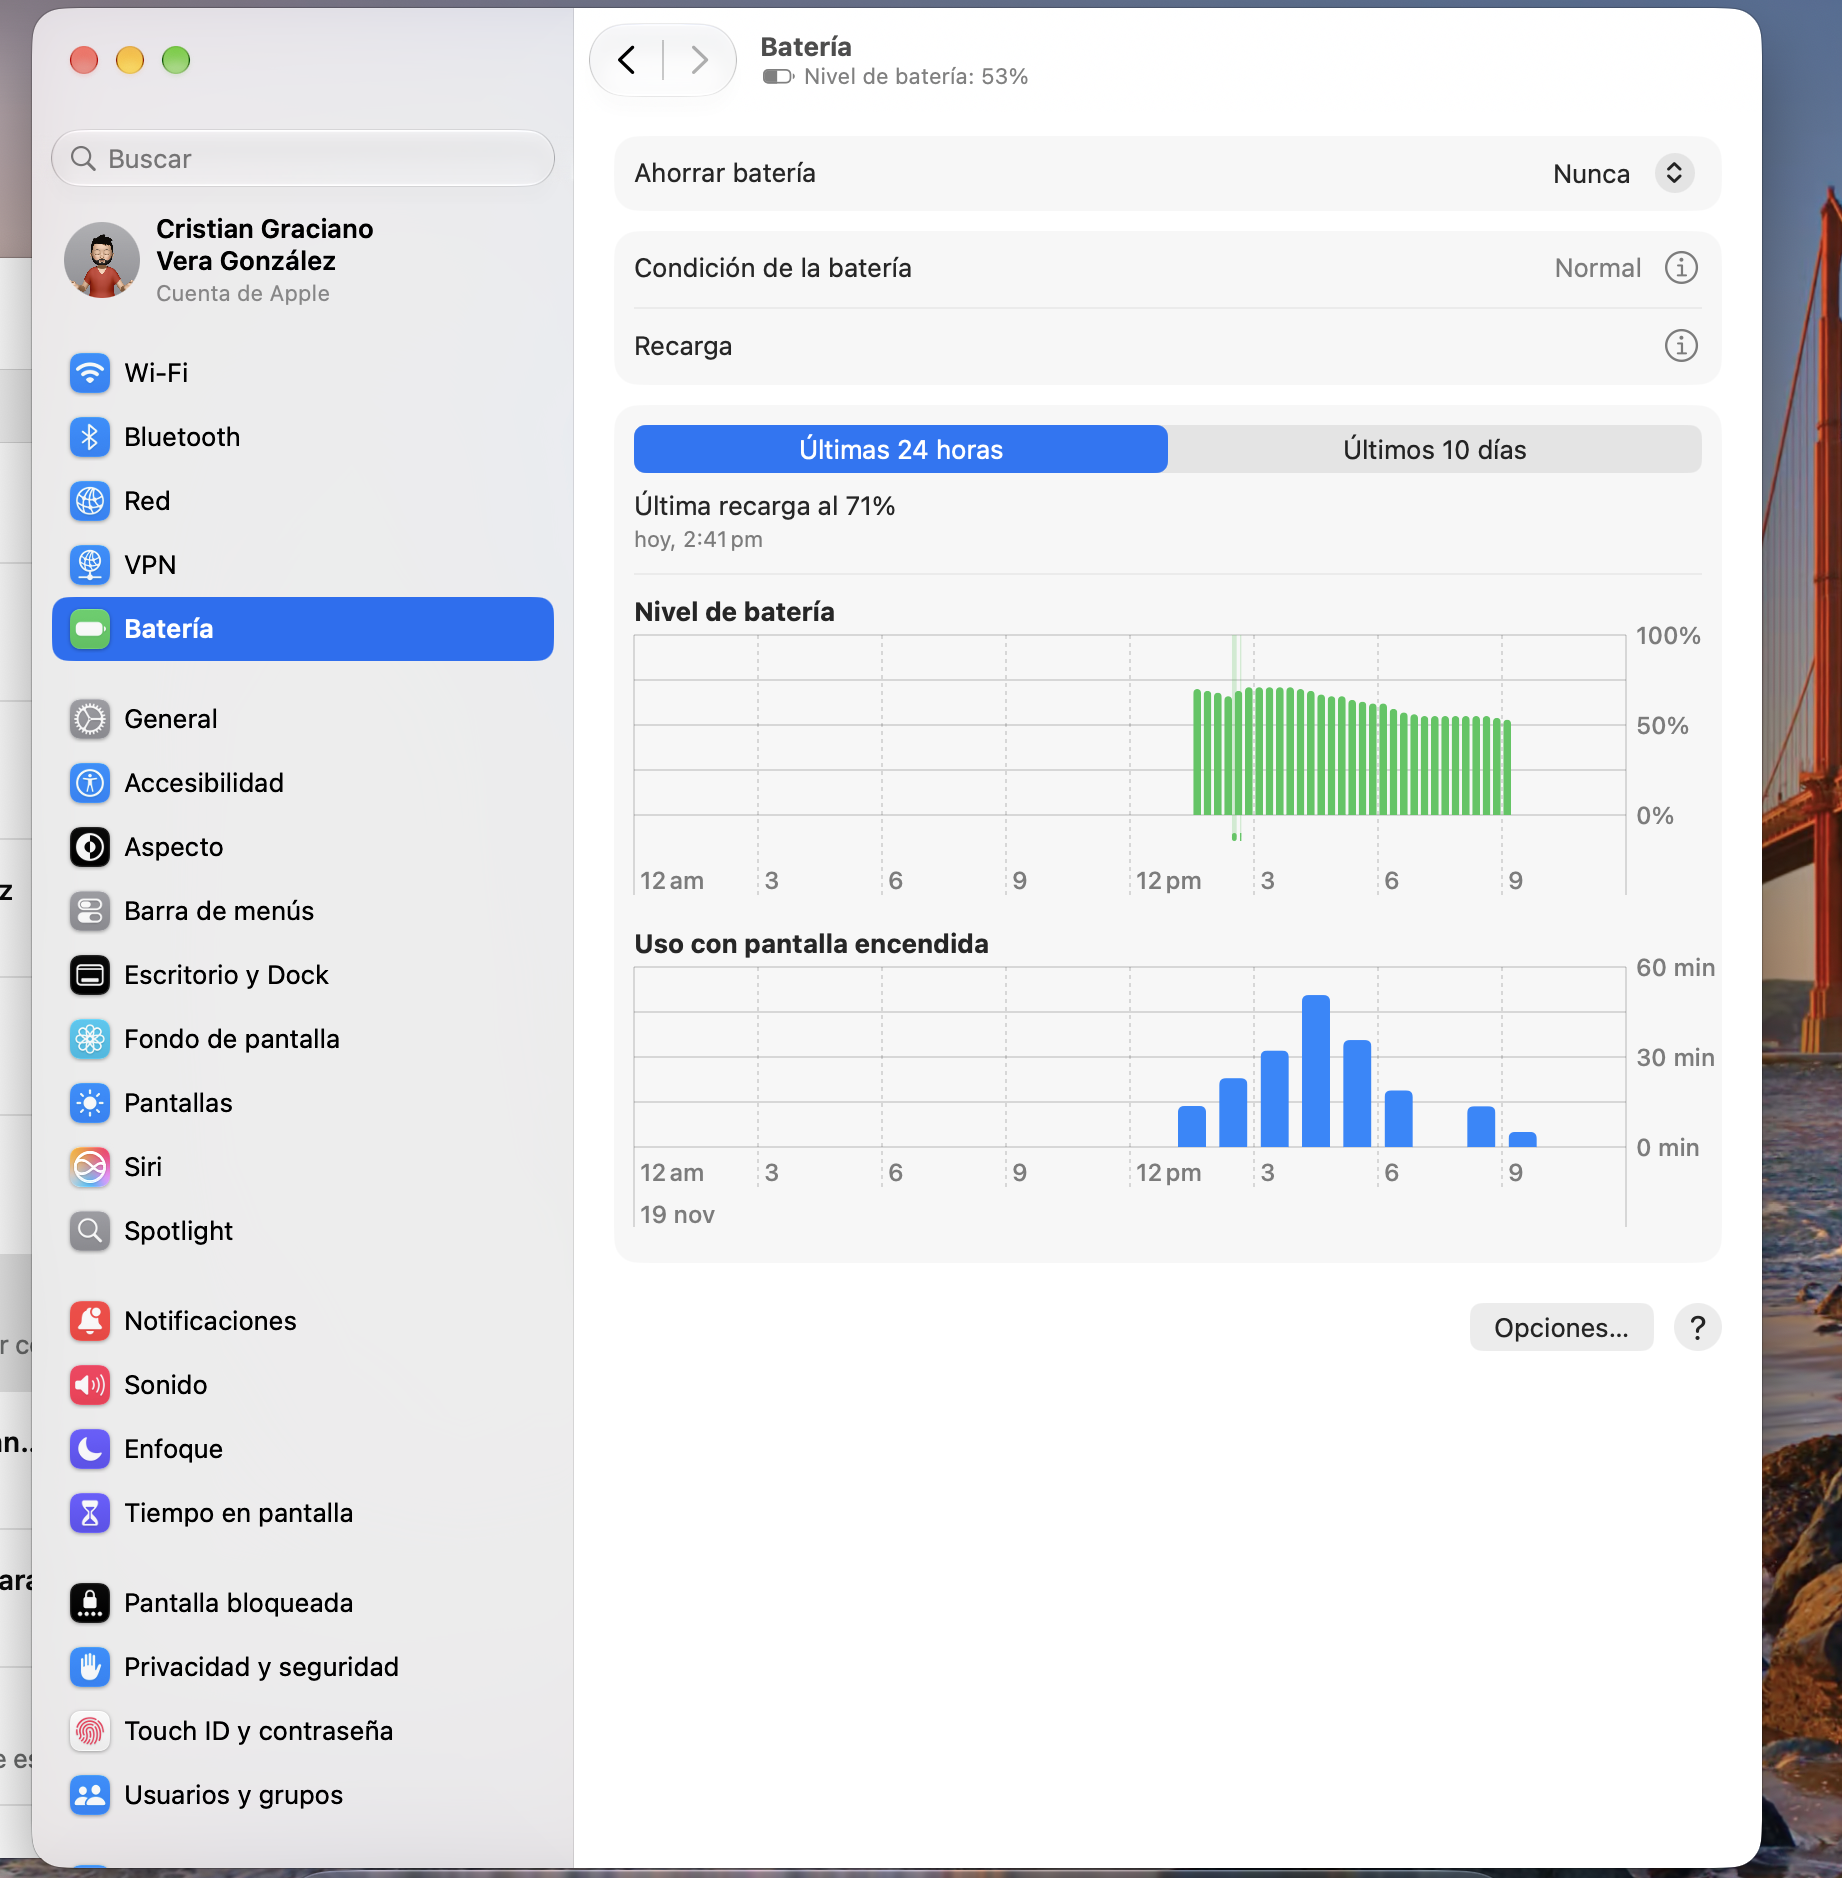 Batería
Nivel de batería: 53%
Buscar
Cristian Graciano
Vera González
Cuenta de Apple
Wi-Fi
Bluetooth
Red
VPN
Batería
General
Accesibilidad
Aspecto
Barra de menús
Escritorio y Dock
Fondo de pantalla
Pantallas
Siri
Spotlight
Notificaciones
Sonido
Enfoque
Tiempo en pantalla
Pantalla bloqueada
Privacidad y seguridad
Touch ID y contraseña
Usuarios y grupos
Ahorrar batería
Nunca
Condición de la batería
Normal
Recarga
Últimas 24 horas
Últimos 10 días
Última recarga al 71%
hoy, 2:41 pm
Nivel de batería
100%
50%
0%
12 am 3 6 9 12 pm 3 6 9
Uso con pantalla encendida
60 min
30 min
0 min
12 am 3 6 9 12 pm 3 6 9
19 nov
Opciones...
?